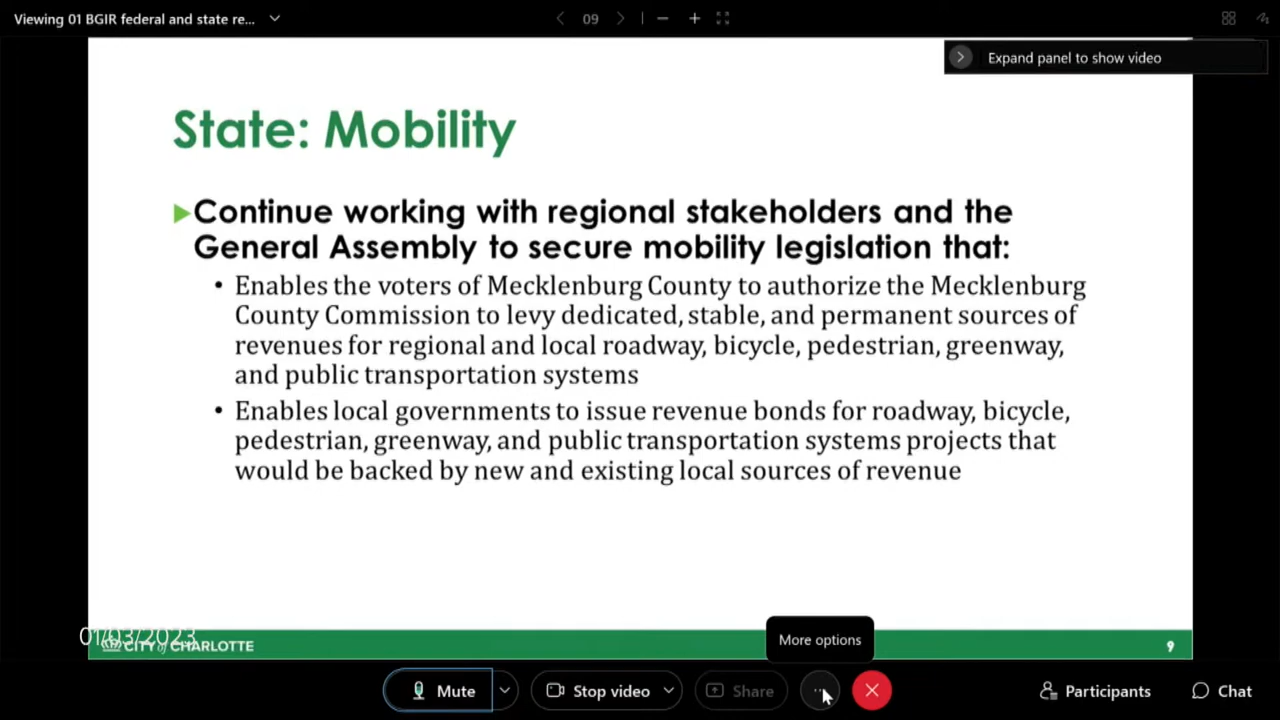 Viewing 01 BGIR federal and state re...
09
Expand panel to show video
State: Mobility
Continue working with regional stakeholders and the
General Assembly to secure mobility legislation that:
• Enables the voters of Mecklenburg County to authorize the Mecklenburg
County Commission to levy dedicated, stable, and permanent sources of
revenues for regional and local roadway, bicycle, pedestrian, greenway,
and public transportation systems
• Enables local governments to issue revenue bonds for roadway, bicycle,
pedestrian, greenway, and public transportation systems projects that
would be backed by new and existing local sources of revenue
01/03/2023
CITY of CHARLOTTE
9
More options
Mute
Stop video
Share
Participants
Chat